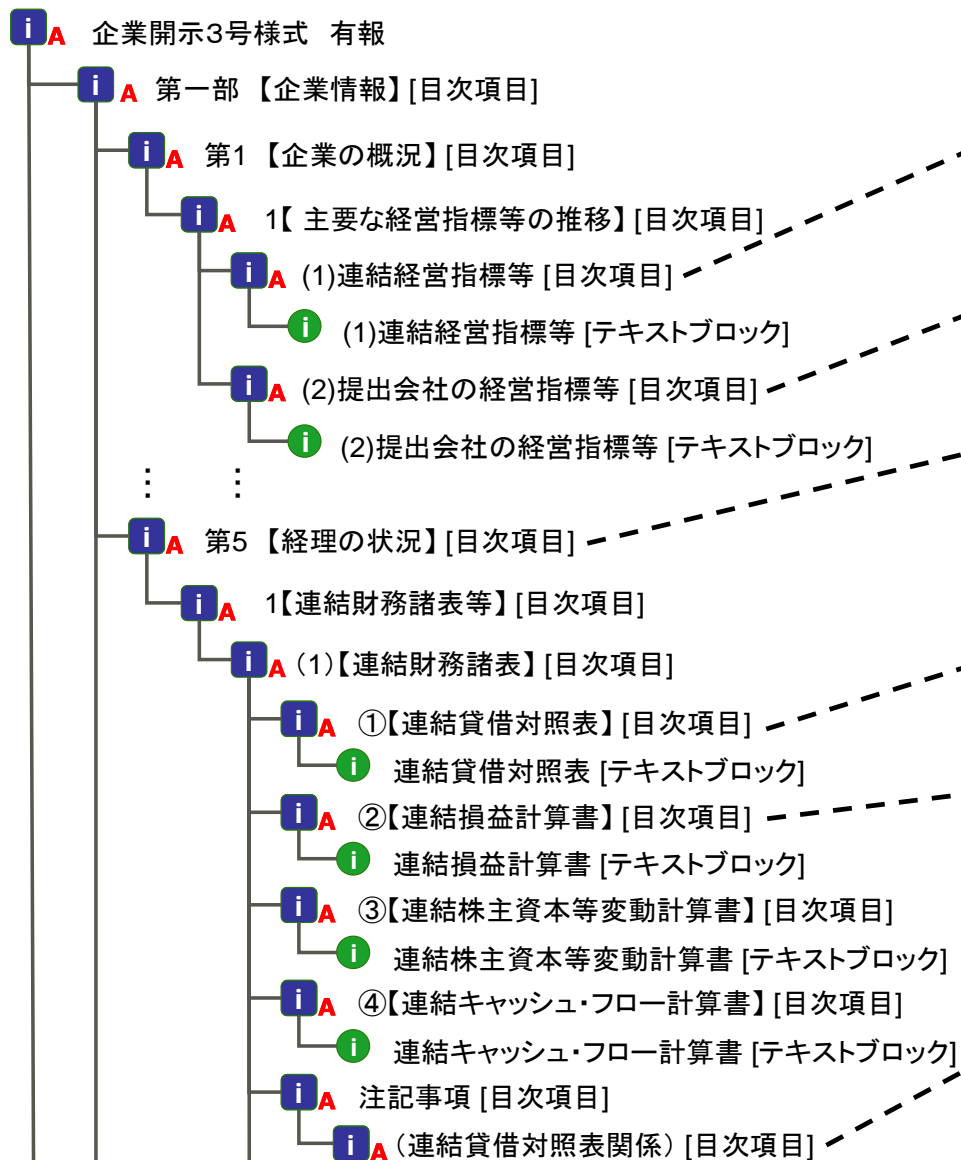 i A 企業開示3号様式 有報
i A 第一部 【企業情報】 [目次項目]
i A 第1 【企業の概況】 [目次項目]
i A 1【 主要な経営指標等の推移】 [目次項目]
i A (1)連結経営指標等 [目次項目]
i (1)連結経営指標等 [テキストブロック]
i A (2)提出会社の経営指標等 [目次項目]
i (2)提出会社の経営指標等 [テキストブロック]
⋮ ⋮
i A 第5 【経理の状況】 [目次項目]
i A 1【連結財務諸表等】 [目次項目]
i A (1)【連結財務諸表】 [目次項目]
i A ①【連結貸借対照表】 [目次項目]
i 連結貸借対照表 [テキストブロック]
i A ②【連結損益計算書】 [目次項目]
i 連結損益計算書 [テキストブロック]
i A ③【連結株主資本等変動計算書】 [目次項目]
i 連結株主資本等変動計算書 [テキストブロック]
i A ④【連結キャッシュ・フロー計算書】 [目次項目]
i 連結キャッシュ・フロー計算書 [テキストブロック]
i A 注記事項 [目次項目]
i A (連結貸借対照表関係) [目次項目]